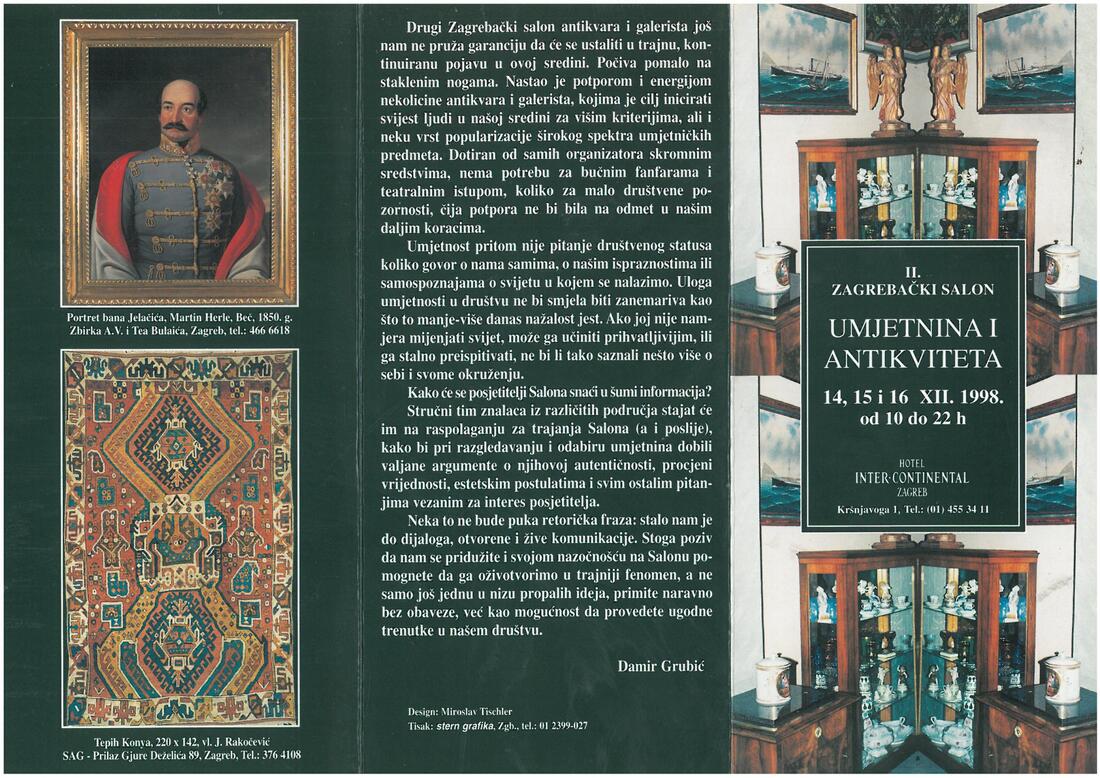 Portret bana Jelačića, Martin Herle, Beč, 1850. g.
Zbirka A.V. i Tea Bulaića, Zagreb, tel.: 466 6618
Tepih Konya, 220 x 142, vl. J. Rakočević
SAG - Prilaz Gjure Deželića 89, Zagreb, Tel.: 376 4108
Drugi Zagrebački salon antikvara i galerista još
nam ne pruža garanciju da će se ustaliti u trajnu, kon-
tinuiranu pojavu u ovoj sredini. Počiva pomalo na
staklenim nogama. Nastao je potporom i energijom
nekolicine antikvara i galerista, kojima je cilj inicirati
svijest ljudi u našoj sredini za višim kriterijima, ali i
neku vrst popularizacije širokog spektra umjetničkih
predmeta. Dotiran od samih organizatora skromnim
sredstvima, nema potrebu za bučnim fanfarama i
teatralnim istupom, koliko za malo društvene po-
zornosti, čija potpora ne bi bila na odmet u našim
daljim koracima.
Umjetnost pritom nije pitanje društvenog statusa
koliko govor o nama samima, o našim ispraznostima ili
samospoznajama o svijetu u kojem se nalazimo. Uloga
umjetnosti u društvu ne bi smjela biti zanemariva kao
što to manje-više danas nažalost jest. Ako joj nije nam-
jera mijenjati svijet, može ga učiniti prihvatljivijim, ili
ga stalno preispitivati, ne bi li tako saznali nešto više o
sebi i svome okruženju.
Kako će se posjetitelji Salona snaći u šumi informacija?
Stručni tim znalaca iz različitih područja stajat će
im na raspolaganju za trajanja Salona (a i poslije),
kako bi pri razgledavanju i odabiru umjetnina dobili
valjane argumente o njihovoj autentičnosti, procjeni
vrijednosti, estetskim postulatima i svim ostalim pitan-
jima vezanim za interes posjetitelja.
Neka to ne bude puka retorička fraza: stalo nam je
do dijaloga, otvorene i žive komunikacije. Stoga poziv
da nam se pridužite i svojom nazočnošću na Salonu po-
mognete da ga oživotvorimo u trajniji fenomen, a ne
samo još jednu u nizu propalih ideja, primite naravno
bez obaveze, već kao mogućnost da provedete ugodne
trenutke u našem društvu.
Damir Grubić
Design: Miroslav Tischler
Tisak: stern grafika, Zgb., tel.: 01 2399-027
II.
ZAGREBAČKI SALON
UMJETNINA I
ANTIKVITETA
14, 15 i 16 XII. 1998.
od 10 do 22 h
HOTEL
INTER·CONTINENTAL
ZAGREB
Kršnjavoga 1, Tel.: (01) 455 34 11